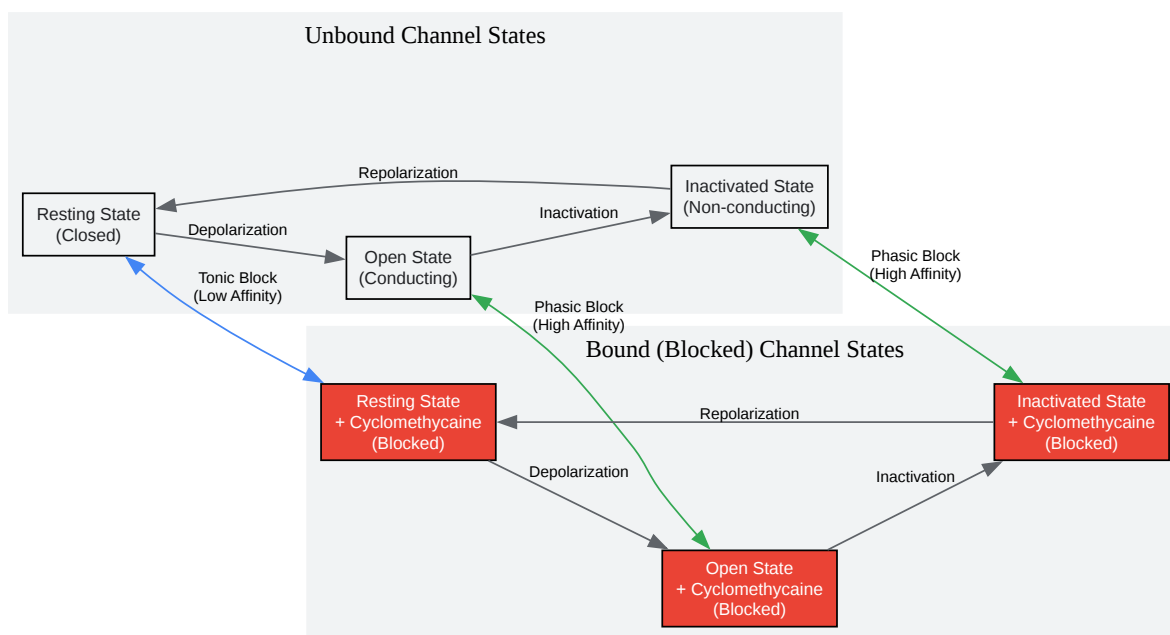 Unbound Channel States
Repolarization
Inactivated State
(Non-conducting)
Resting State
(Closed)
Depolarization
Inactivation
Open State
(Conducting)
Tonic Block
(Low Affinity)
Phasic Block
(High Affinity)
Phasic Block
(High Affinity)
Bound (Blocked) Channel States
Resting State
+ Cyclomethycaine
(Blocked)
Repolarization
Inactivated State
+ Cyclomethycaine
(Blocked)
Depolarization
Inactivation
Open State
+ Cyclomethycaine
(Blocked)